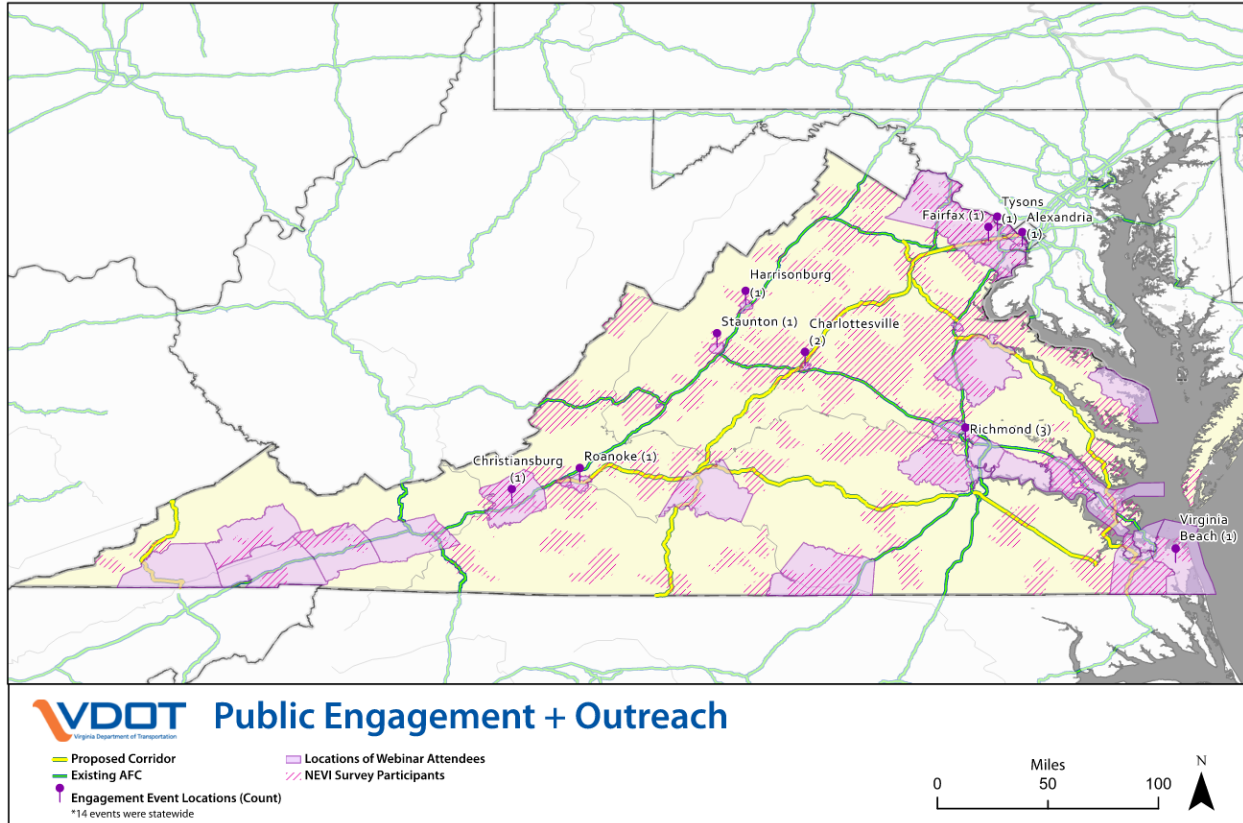 Tysons
(1)
Fairfax (1)
Alexandria
(1)
Harrisonburg
(1)
Staunton (1)
Charlottesville
(2)
Richmond (3)
Christiansburg
(1)
Roanoke (1)
Virginia
Beach (1)
VDOT
Virginia Department of Transportation
Public Engagement + Outreach
Proposed Corridor
Existing AFC
Engagement Event Locations (Count)
*14 events were statewide
Locations of Webinar Attendees
NEVI Survey Participants
Miles
0 50 100
N